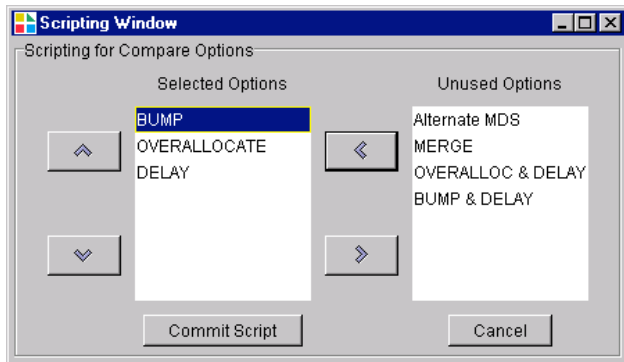 Scripting Window
Scripting for Compare Options
Selected Options
Unused Options
BUMP
OVERALLOCATE
DELAY
Alternate MDS
MERGE
OVERALLOC & DELAY
BUMP & DELAY
Commit Script
Cancel